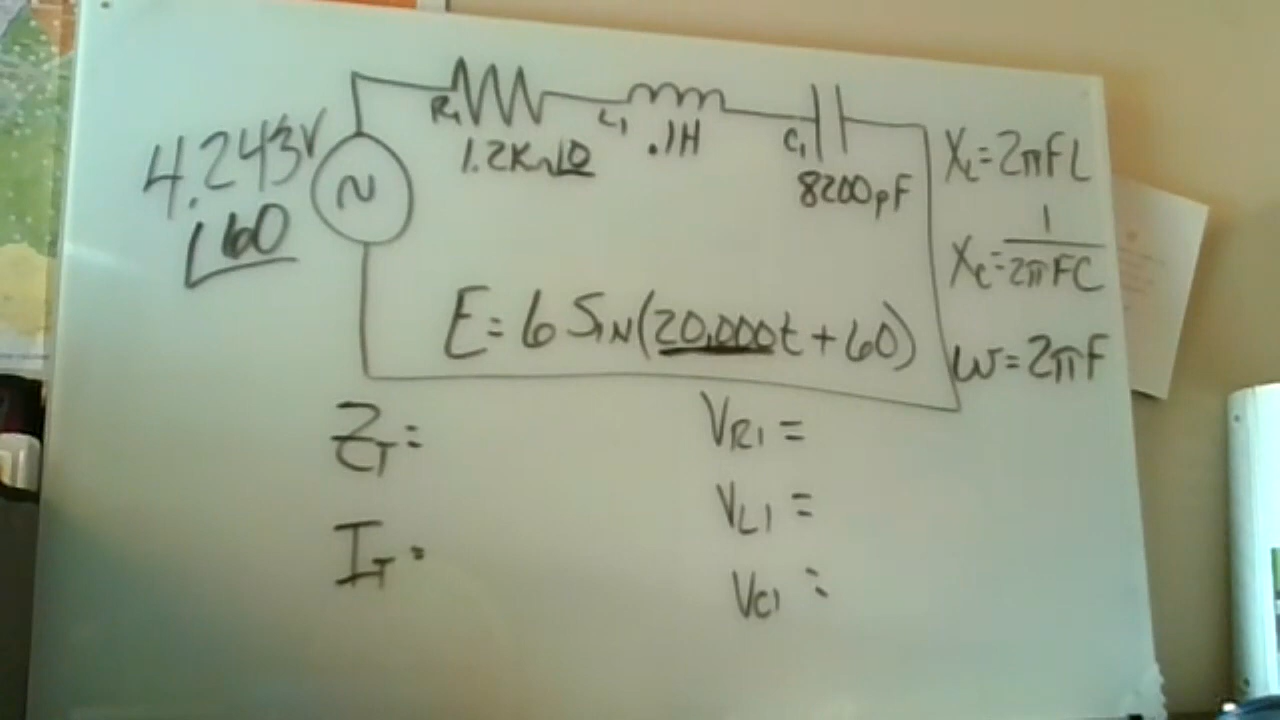 R1
L1
C1
1.2KΩ
.1H
8200pF
4.243V
∠60
E=6 SIN(20,000t+60)
XL=2πFL
XC=1/2πFC
ω=2πF
ZT=
IT=
VR1=
VL1=
VC1=